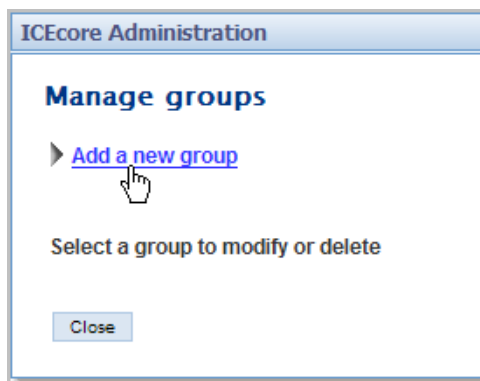 ICEcore Administration
Manage groups
Add a new group
Select a group to modify or delete
Close